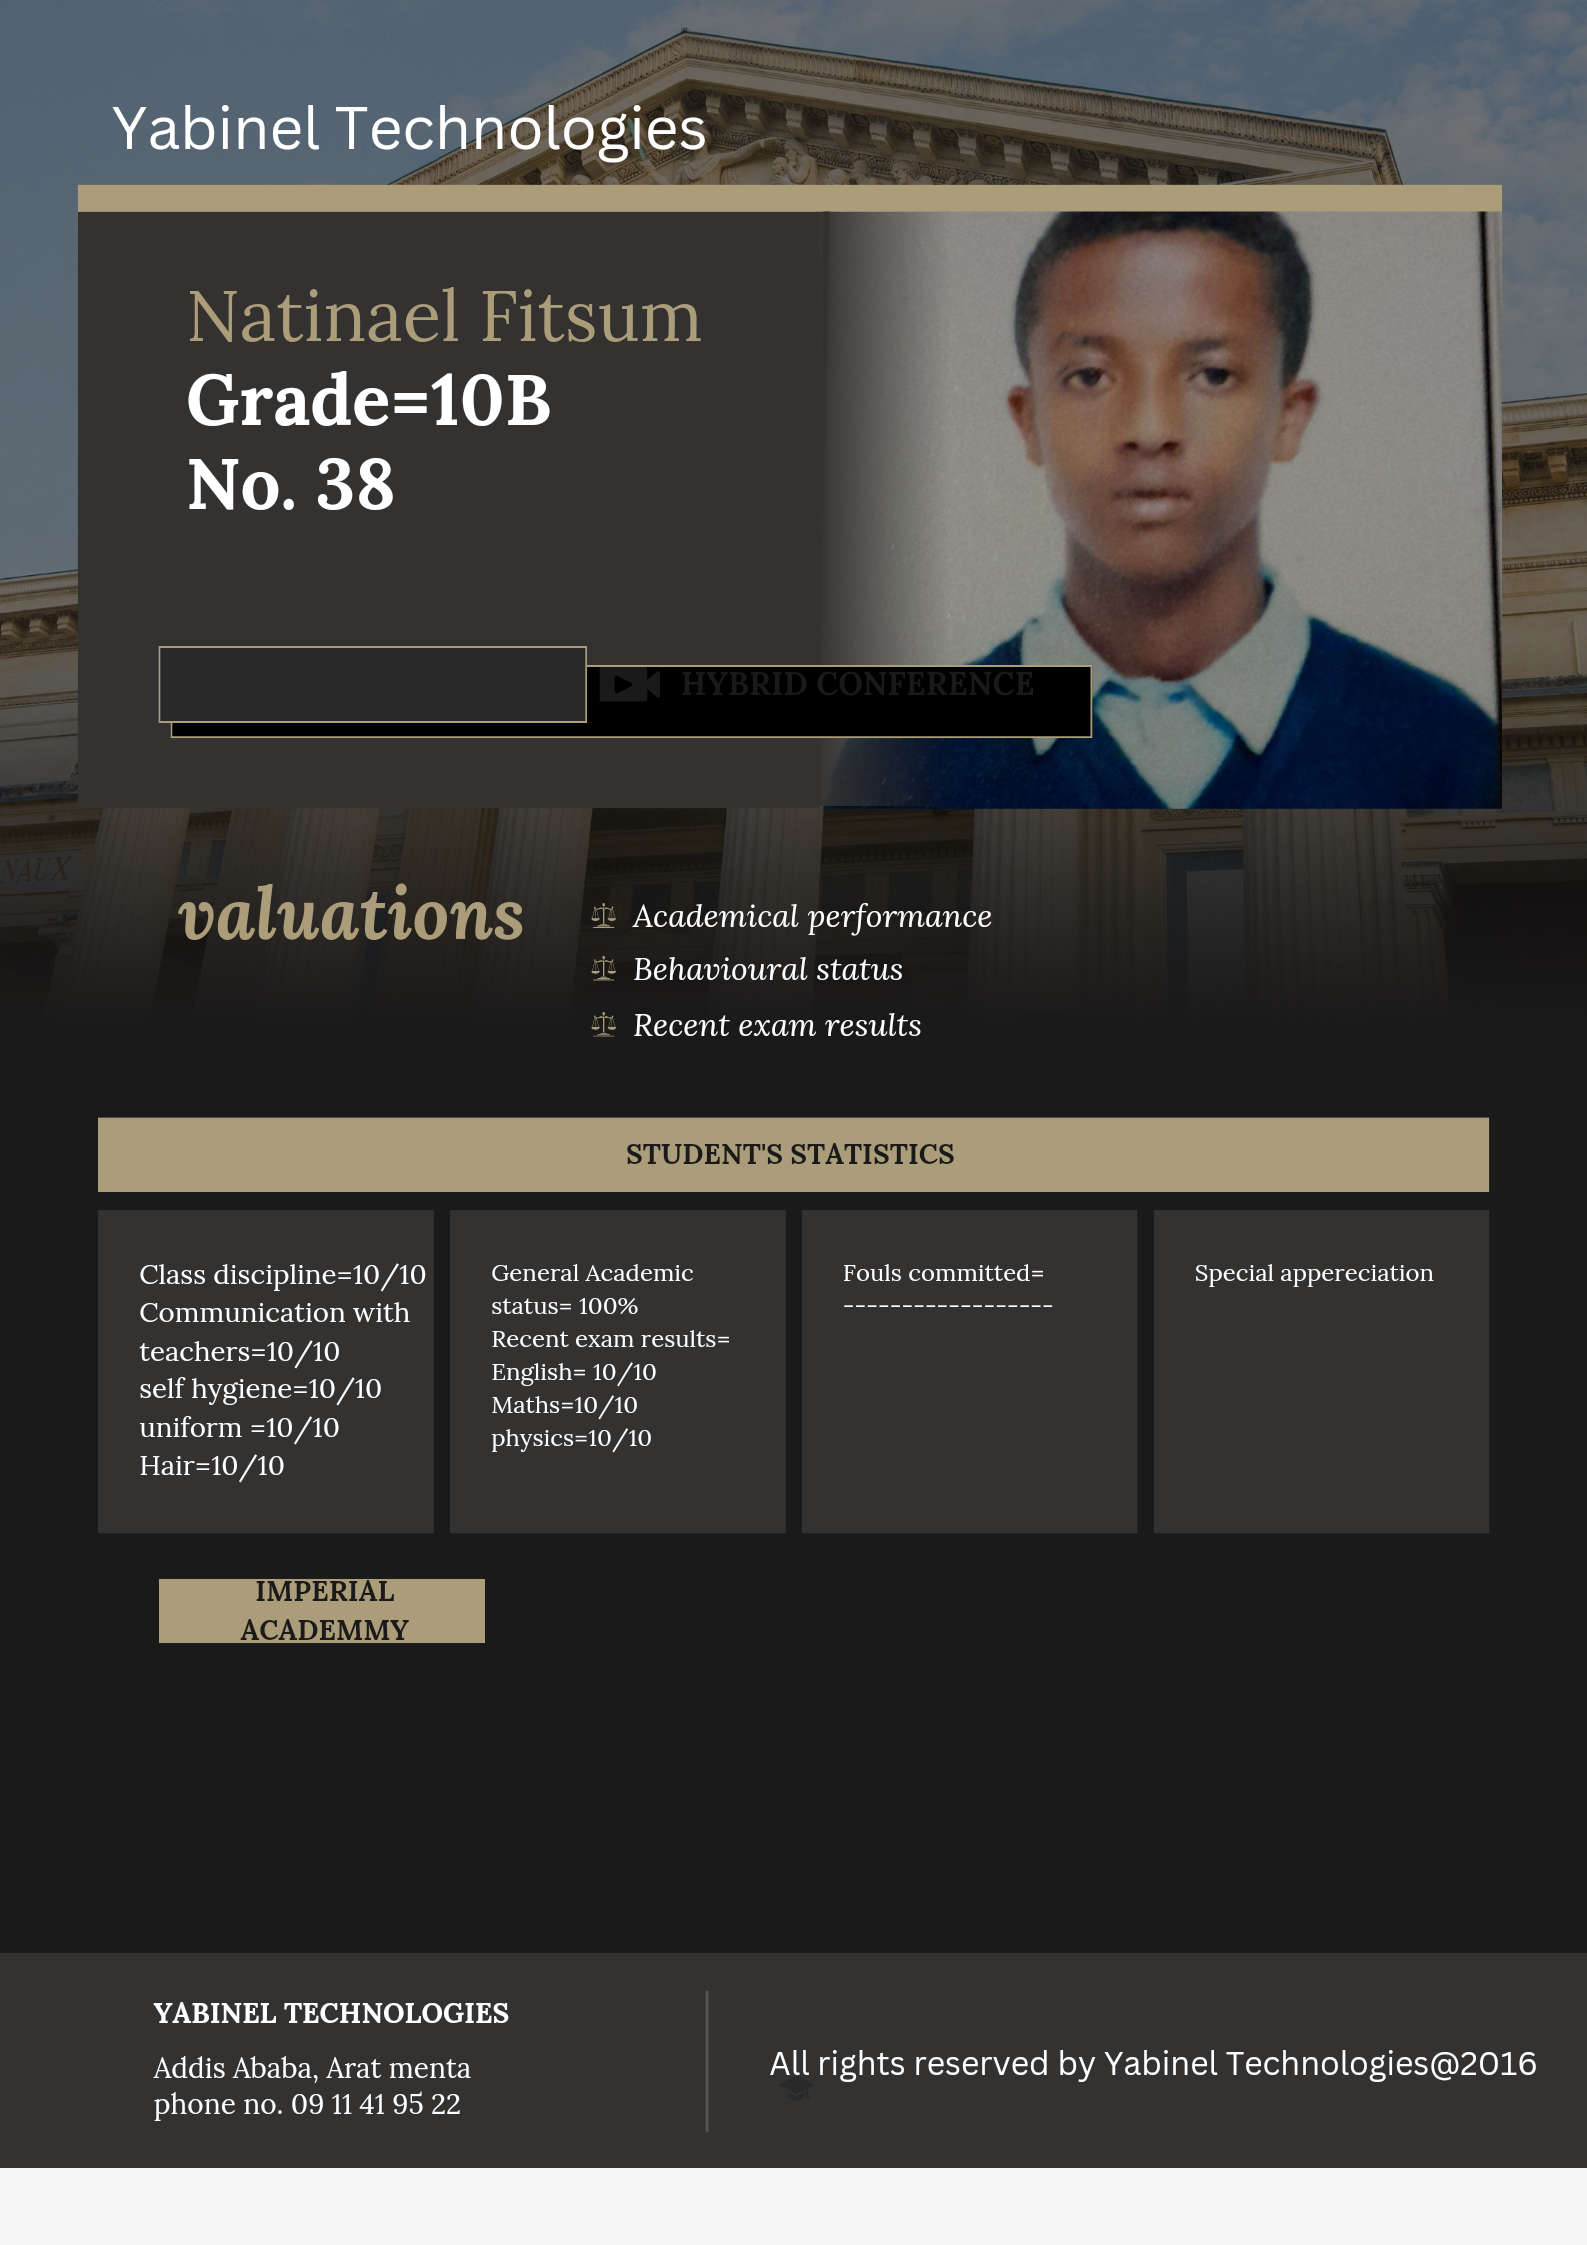 Yabinel Technologies
Natinael Fitsum
Grade=10B
No. 38
HYBRID CONFERENCE
NAUX
valuations
Academical performance
Behavioural status
Recent exam results
STUDENT'S STATISTICS
Class discipline=10/10
Communication with
teachers=10/10
self hygiene=10/10
uniform =10/10
Hair=10/10
General Academic
status= 100%
Recent exam results=
English= 10/10
Maths=10/10
physics=10/10
Fouls committed=
------------------
Special appereciation
IMPERIAL
ACADEMMY
YABINEL TECHNOLOGIES
Addis Ababa, Arat menta
phone no. 09 11 41 95 22
All rights reserved by Yabinel Technologies@2016